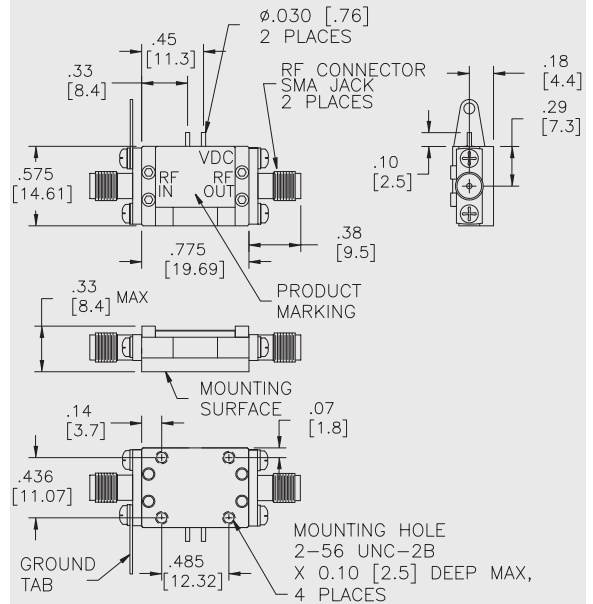 ø.030 [.76]
2 PLACES
.45
[11.3]
.33
[8.4]
RF CONNECTOR
SMA JACK
2 PLACES
.18
[4.4]
.29
[7.3]
.10
[2.5]
VDC
RF
IN
RF
OUT
.575
[14.61]
.775
[19.69]
.38
[9.5]
PRODUCT
MARKING
.33
[8.4] MAX
MOUNTING
SURFACE
.14
[3.7]
.07
[1.8]
.436
[11.07]
GROUND
TAB
.485
[12.32]
MOUNTING HOLE
2-56 UNC-2B
X 0.10 [2.5] DEEP MAX,
4 PLACES